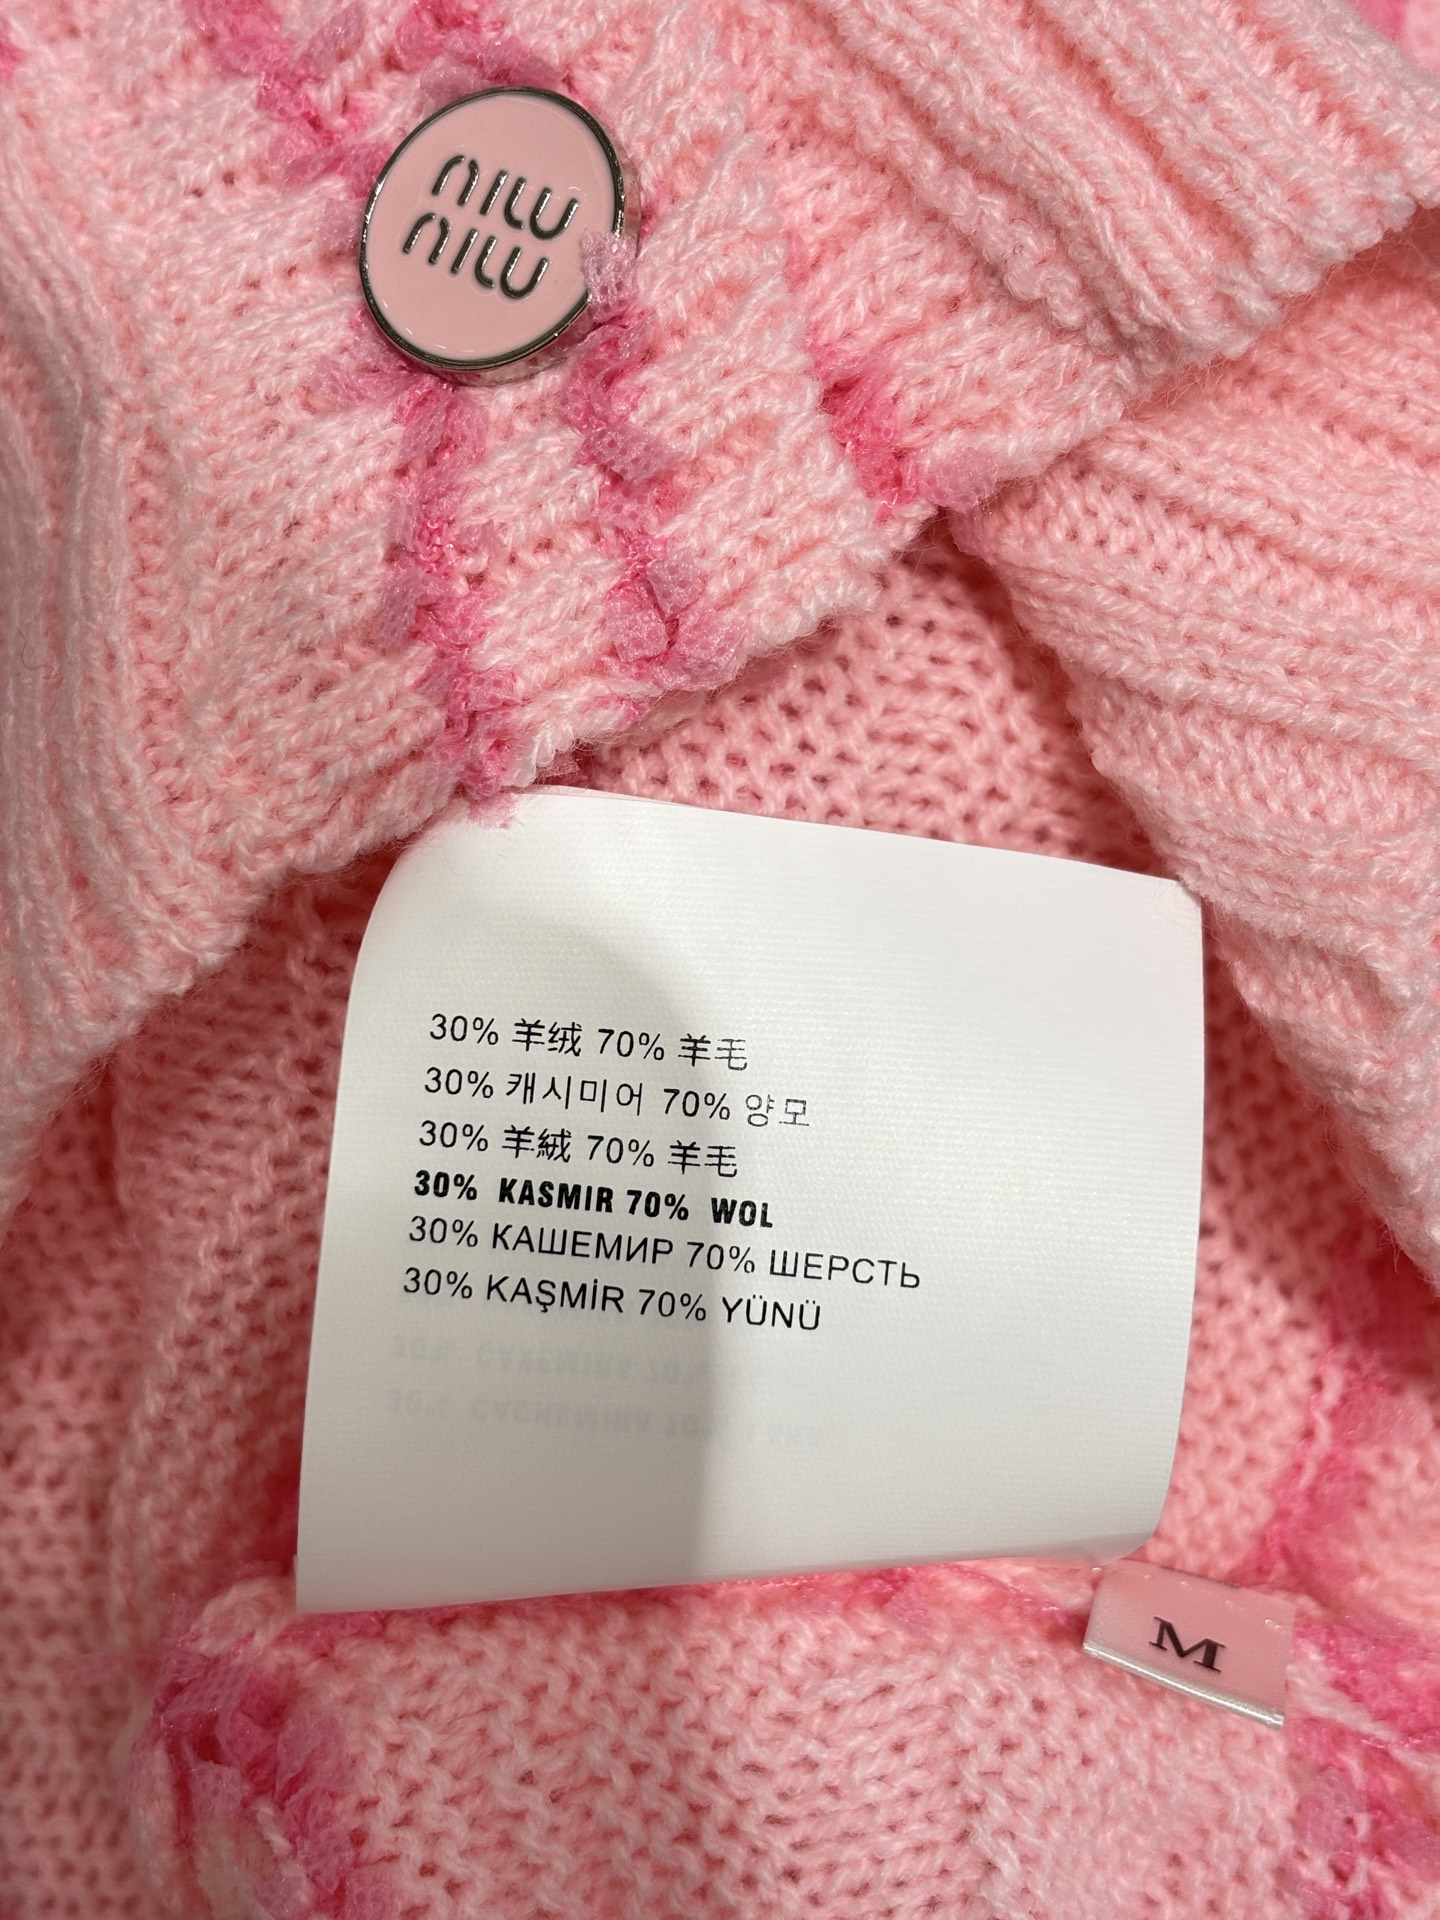 miu
miu
30% 羊绒 70% 羊毛
30% 캐시미어 70% 양모
30% 羊絨 70% 羊毛
30% KASMIR 70% WOL
30% КАШЕМИР 70% ШЕРСТЬ
30% KAŞMİR 70% YÜNÜ
M